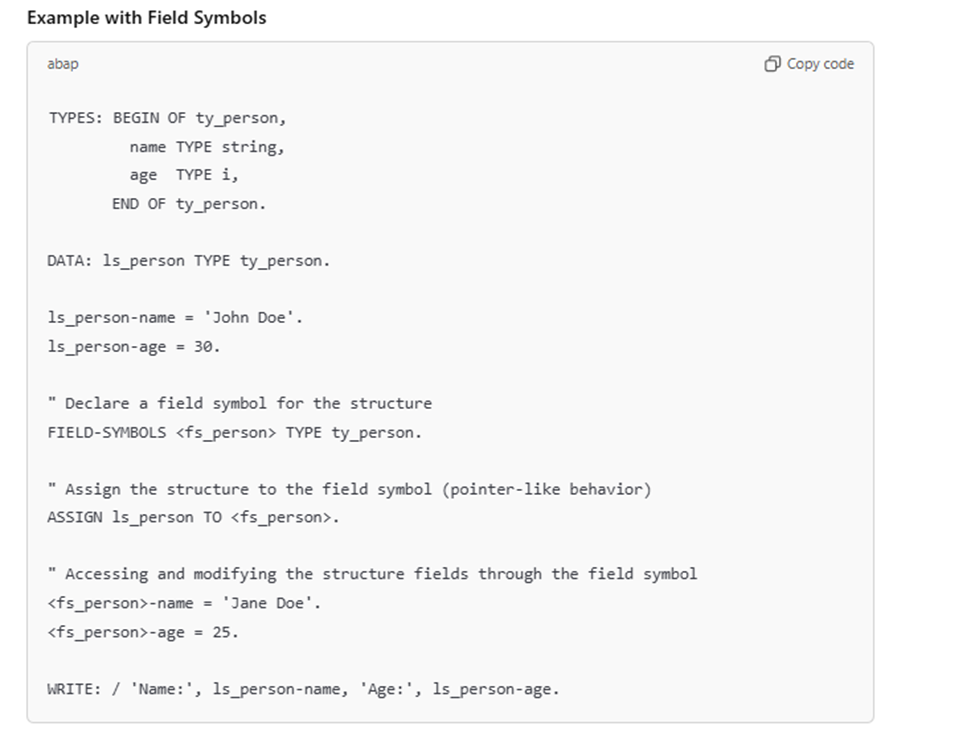 Example with Field Symbols
abap
Copy code
TYPES: BEGIN OF ty_person,
name TYPE string,
age TYPE i,
END OF ty_person.
DATA: ls_person TYPE ty_person.
ls_person-name = 'John Doe'.
ls_person-age = 30.
" Declare a field symbol for the structure
FIELD-SYMBOLS <fs_person> TYPE ty_person.
" Assign the structure to the field symbol (pointer-like behavior)
ASSIGN ls_person TO <fs_person>.
" Accessing and modifying the structure fields through the field symbol
<fs_person>-name = 'Jane Doe'.
<fs_person>-age = 25.
WRITE: / 'Name:', ls_person-name, 'Age:', ls_person-age.